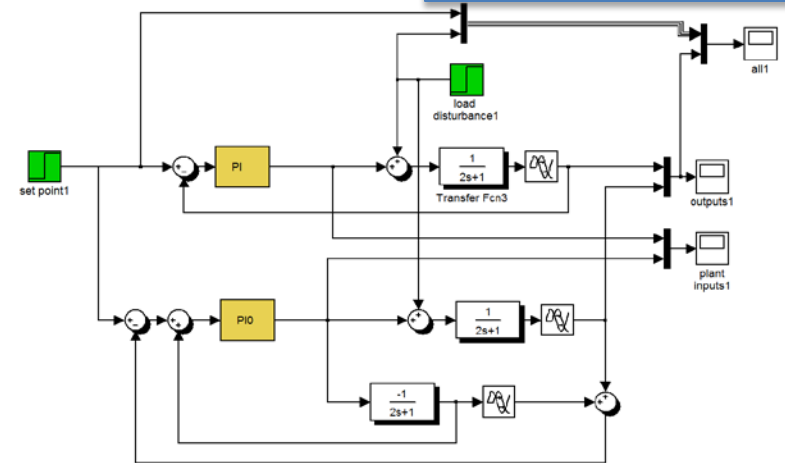 all1
load
disturbance1
set point1
PI
1
2s+1
Transfer Fcn3
outputs1
plant
inputs1
PI0
1
2s+1
-1
2s+1